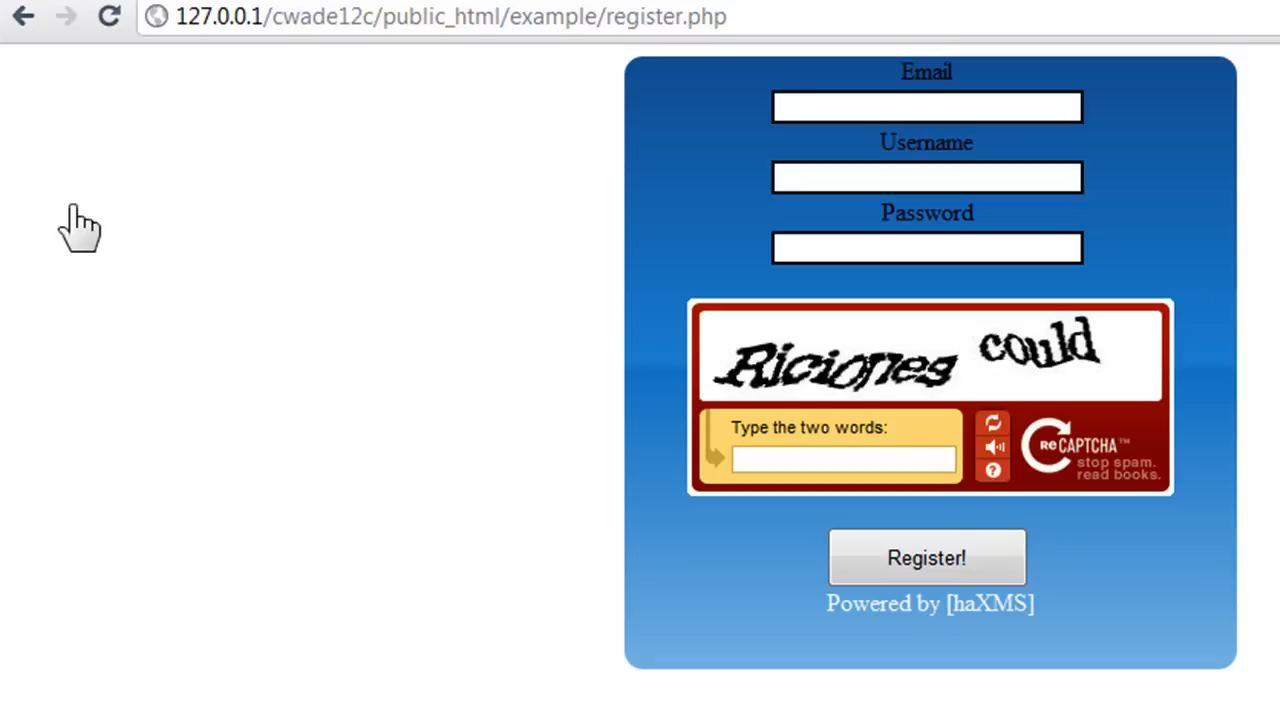 127.0.0.1/cwade12c/public_html/example/register.php
Email
Username
Password
Riciones could
Type the two words:
reCAPTCHA™
stop spam.
read books.
Register!
Powered by [haXMS]